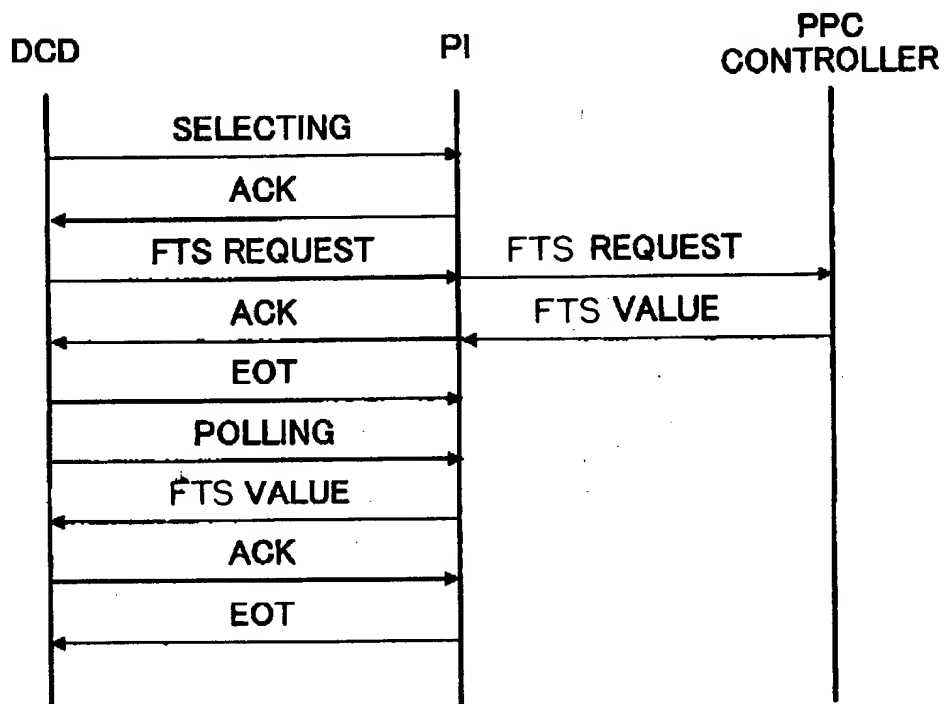 DCD
PI
PPC
CONTROLLER
SELECTING
ACK
FTS REQUEST
FTS REQUEST
ACK
FTS VALUE
EOT
POLLING
FTS VALUE
ACK
EOT